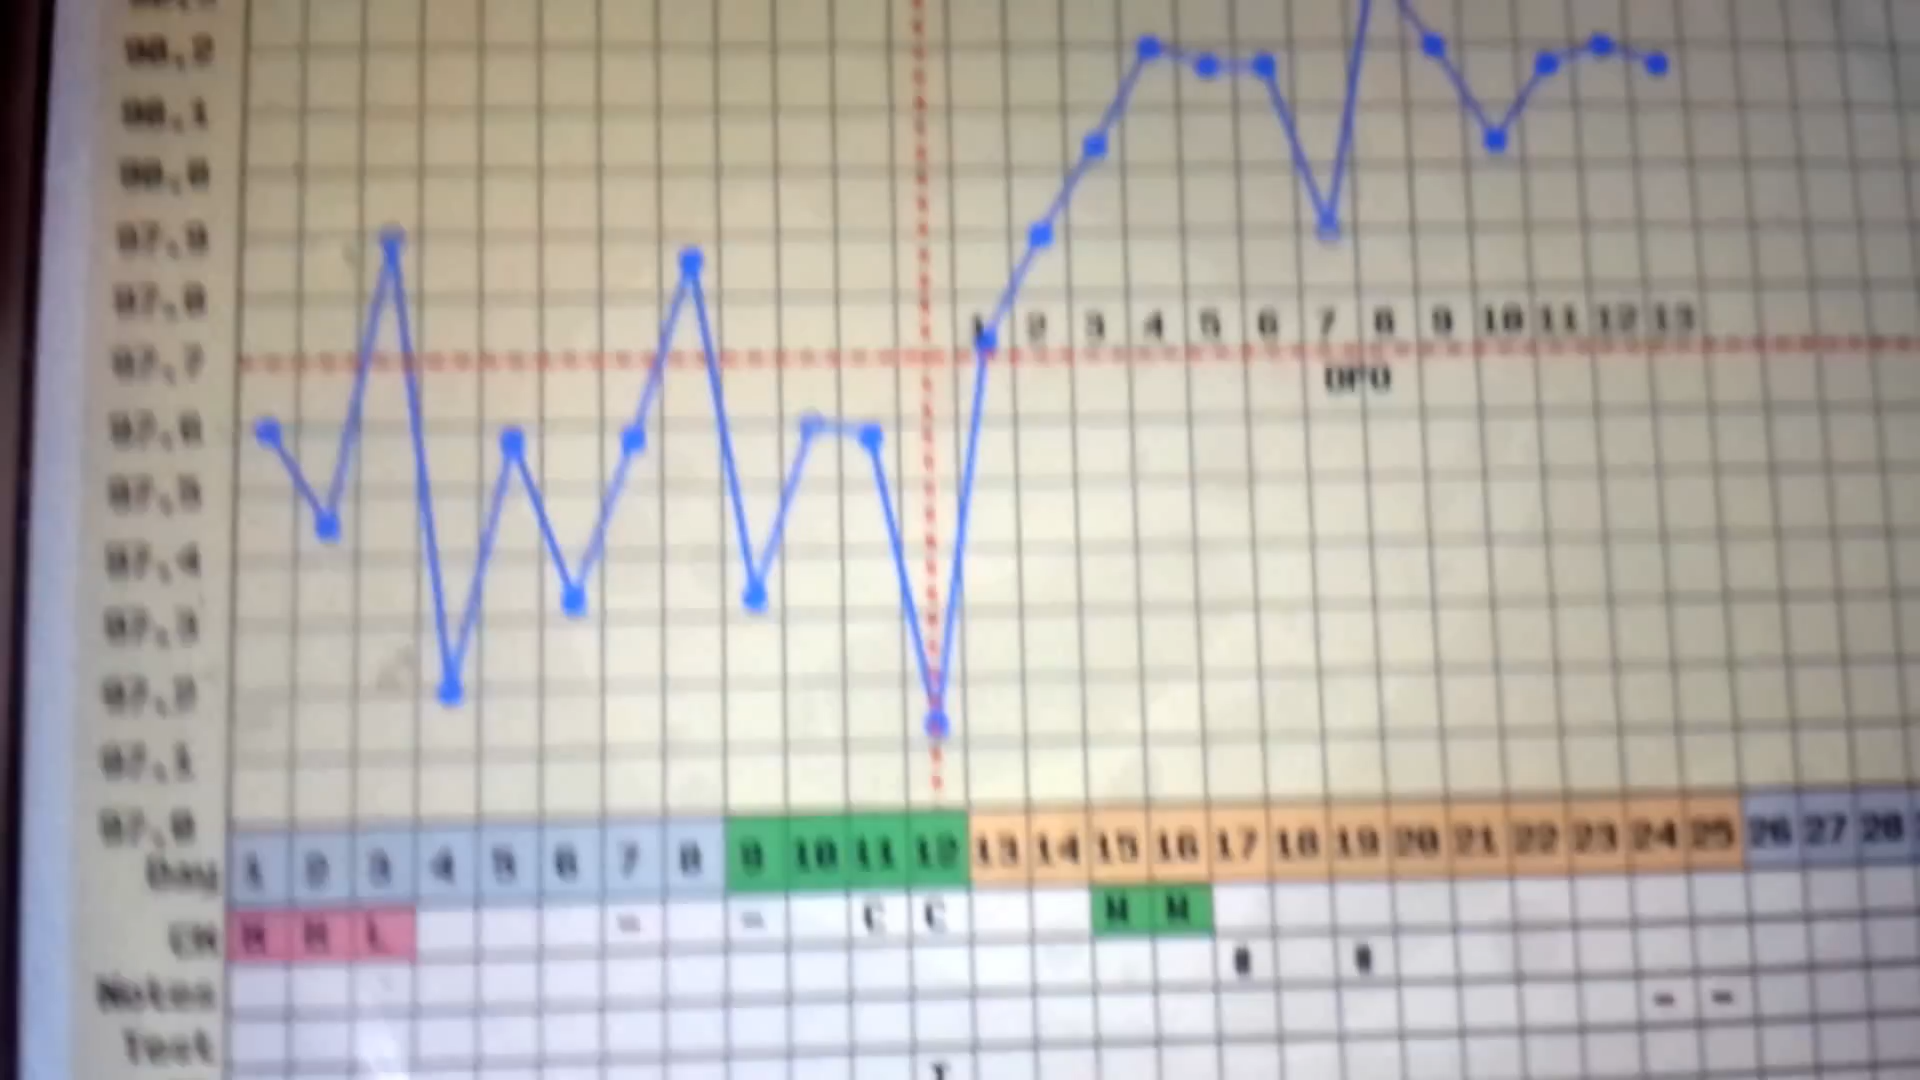 98.2
98.1
98.0
97.9
97.8
1 2 3 4 5 6 7 8 9 10 11 12 13
97.7
DPO
97.6
97.5
97.4
97.3
97.2
97.1
97.0
Day 1 2 3 4 5 6 7 8 9 10 11 12 13 14 15 16 17 18 19 20 21 22 23 24 25 26 27 28
CM M M L - - C C M M
Notes
- -
Test